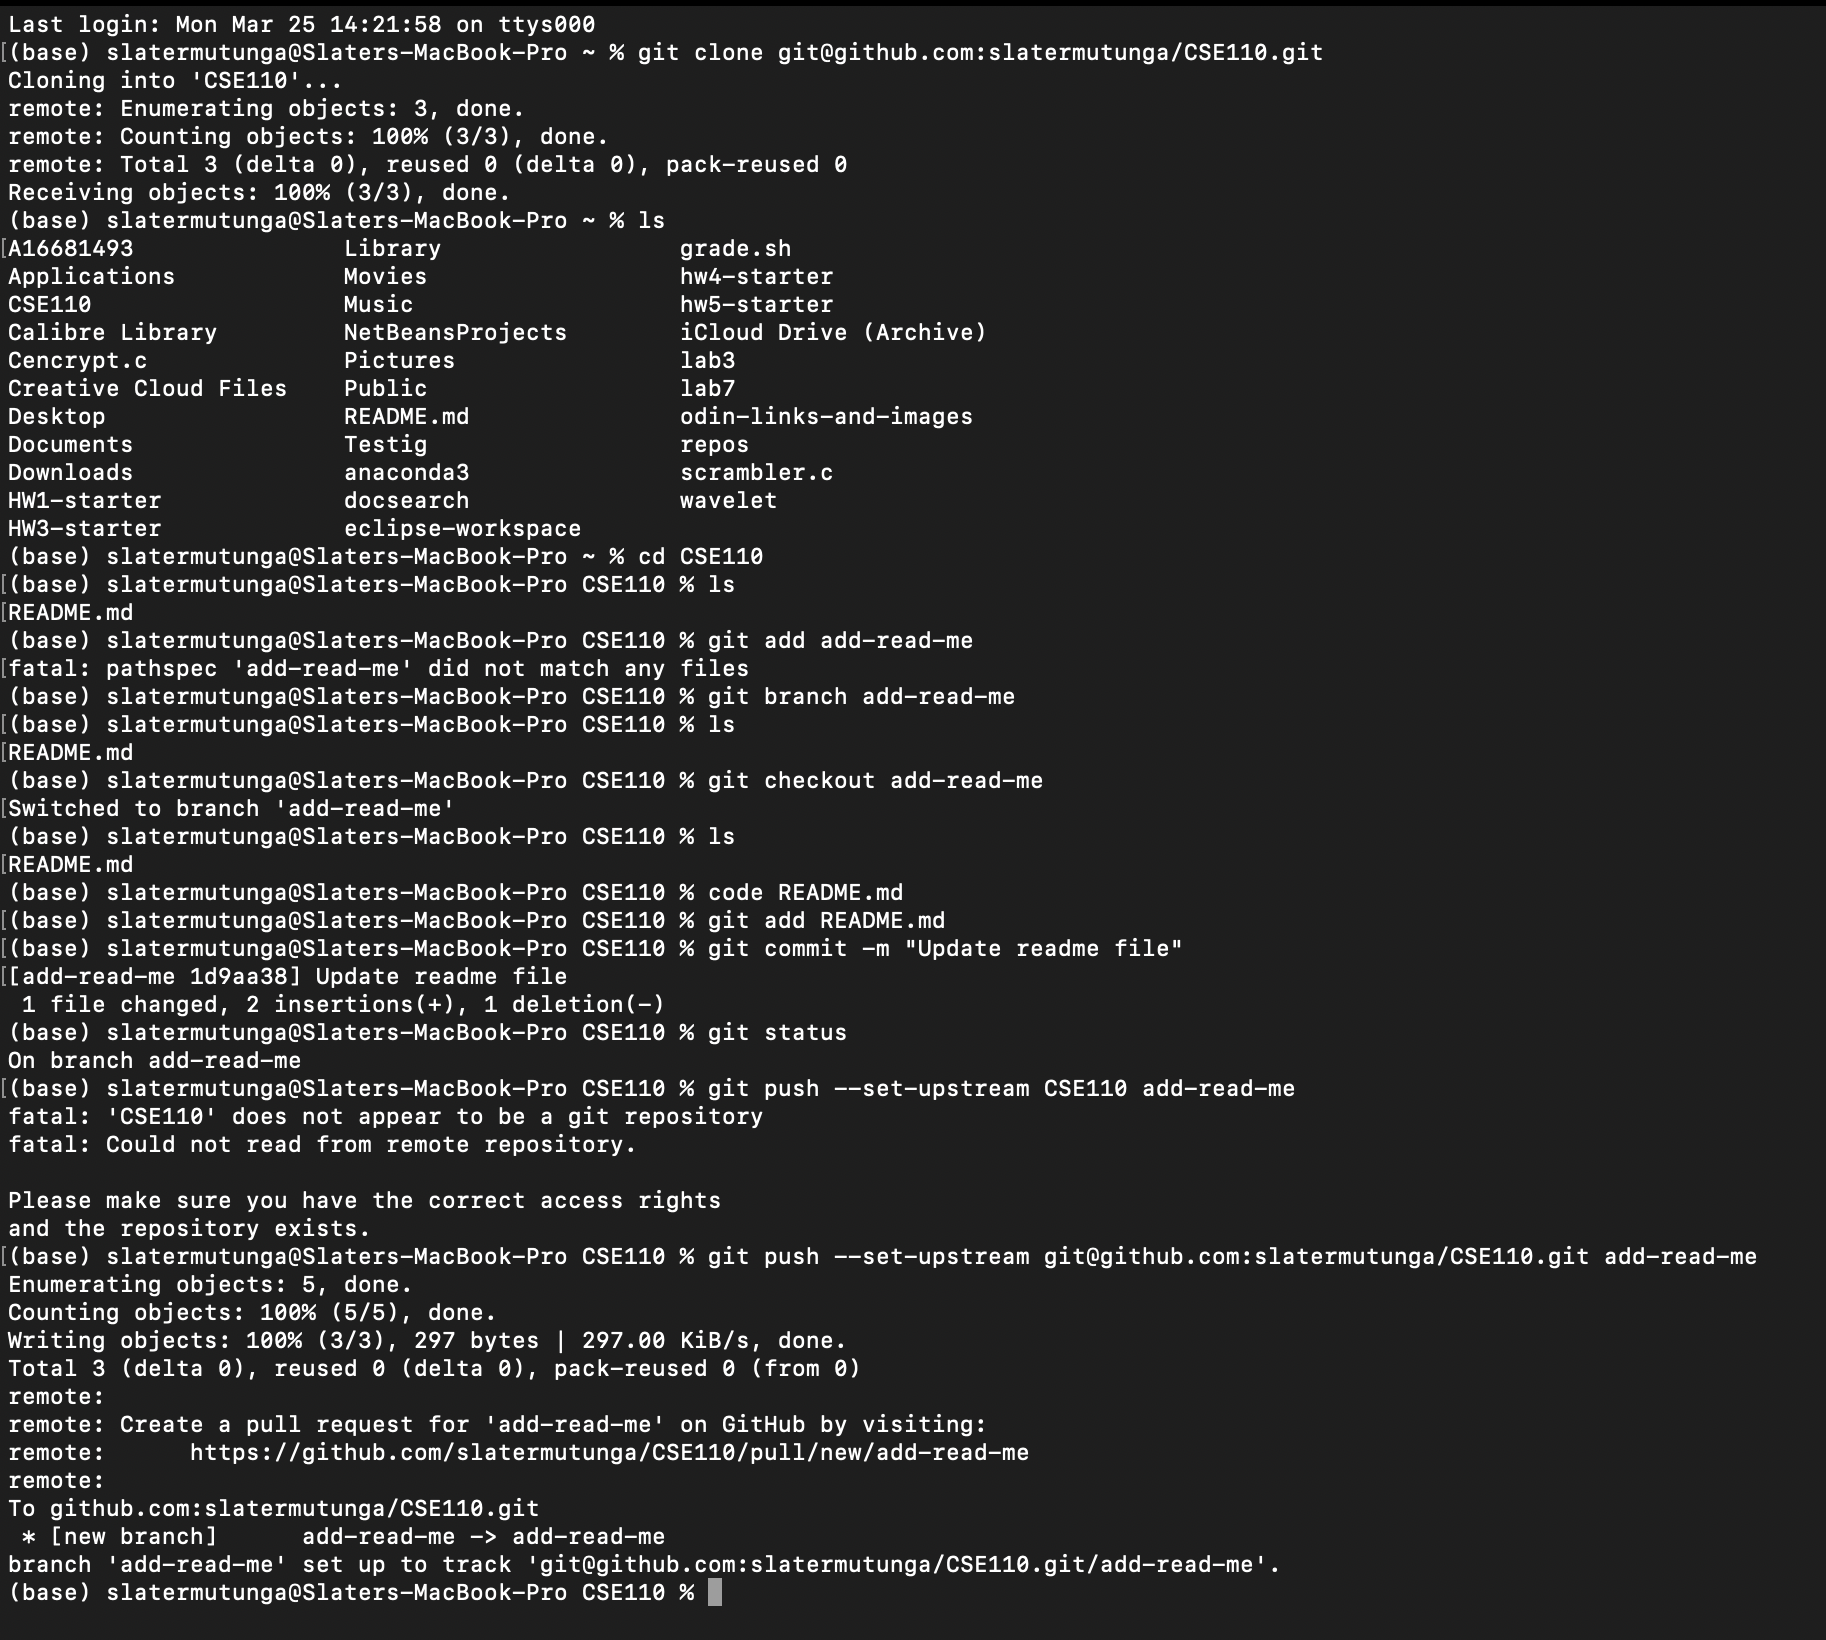 Last login: Mon Mar 25 14:21:58 on ttys000
[(base) slatermutunga@Slaters-MacBook-Pro ~ % git clone git@github.com:slatermutunga/CSE110.git
Cloning into 'CSE110'...
remote: Enumerating objects: 3, done.
remote: Counting objects: 100% (3/3), done.
remote: Total 3 (delta 0), reused 0 (delta 0), pack-reused 0
Receiving objects: 100% (3/3), done.
(base) slatermutunga@Slaters-MacBook-Pro ~ % ls
[A16681493               Library                 grade.sh
Applications            Movies                  hw4-starter
CSE110                  Music                   hw5-starter
Calibre Library         NetBeansProjects        iCloud Drive (Archive)
Cencrypt.c              Pictures                lab3
Creative Cloud Files    Public                  lab7
Desktop                 README.md               odin-links-and-images
Documents               Testig                  repos
Downloads               anaconda3               scrambler.c
HW1-starter             docsearch               wavelet
HW3-starter             eclipse-workspace
(base) slatermutunga@Slaters-MacBook-Pro ~ % cd CSE110
[(base) slatermutunga@Slaters-MacBook-Pro CSE110 % ls
[README.md
(base) slatermutunga@Slaters-MacBook-Pro CSE110 % git add add-read-me
[fatal: pathspec 'add-read-me' did not match any files
(base) slatermutunga@Slaters-MacBook-Pro CSE110 % git branch add-read-me
[(base) slatermutunga@Slaters-MacBook-Pro CSE110 % ls
[README.md
(base) slatermutunga@Slaters-MacBook-Pro CSE110 % git checkout add-read-me
[Switched to branch 'add-read-me'
(base) slatermutunga@Slaters-MacBook-Pro CSE110 % ls
[README.md
(base) slatermutunga@Slaters-MacBook-Pro CSE110 % code README.md
[(base) slatermutunga@Slaters-MacBook-Pro CSE110 % git add README.md
[(base) slatermutunga@Slaters-MacBook-Pro CSE110 % git commit -m "Update readme file"
[[add-read-me 1d9aa38] Update readme file
 1 file changed, 2 insertions(+), 1 deletion(-)
(base) slatermutunga@Slaters-MacBook-Pro CSE110 % git status
On branch add-read-me
[(base) slatermutunga@Slaters-MacBook-Pro CSE110 % git push --set-upstream CSE110 add-read-me
fatal: 'CSE110' does not appear to be a git repository
fatal: Could not read from remote repository.

Please make sure you have the correct access rights
and the repository exists.
[(base) slatermutunga@Slaters-MacBook-Pro CSE110 % git push --set-upstream git@github.com:slatermutunga/CSE110.git add-read-me
Enumerating objects: 5, done.
Counting objects: 100% (5/5), done.
Writing objects: 100% (3/3), 297 bytes | 297.00 KiB/s, done.
Total 3 (delta 0), reused 0 (delta 0), pack-reused 0 (from 0)
remote:
remote: Create a pull request for 'add-read-me' on GitHub by visiting:
remote:      https://github.com/slatermutunga/CSE110/pull/new/add-read-me
remote:
To github.com:slatermutunga/CSE110.git
 * [new branch]      add-read-me -> add-read-me
branch 'add-read-me' set up to track 'git@github.com:slatermutunga/CSE110.git/add-read-me'.
(base) slatermutunga@Slaters-MacBook-Pro CSE110 %